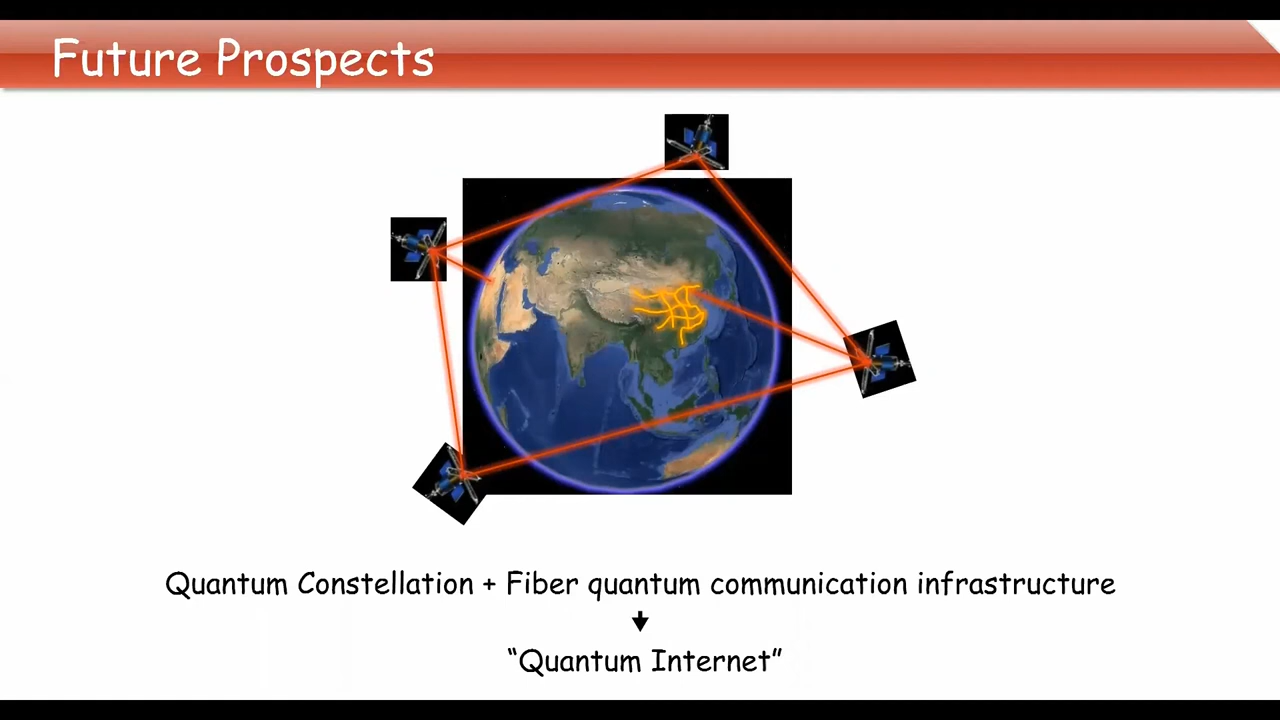 Future Prospects
Quantum Constellation + Fiber quantum communication infrastructure
“Quantum Internet”